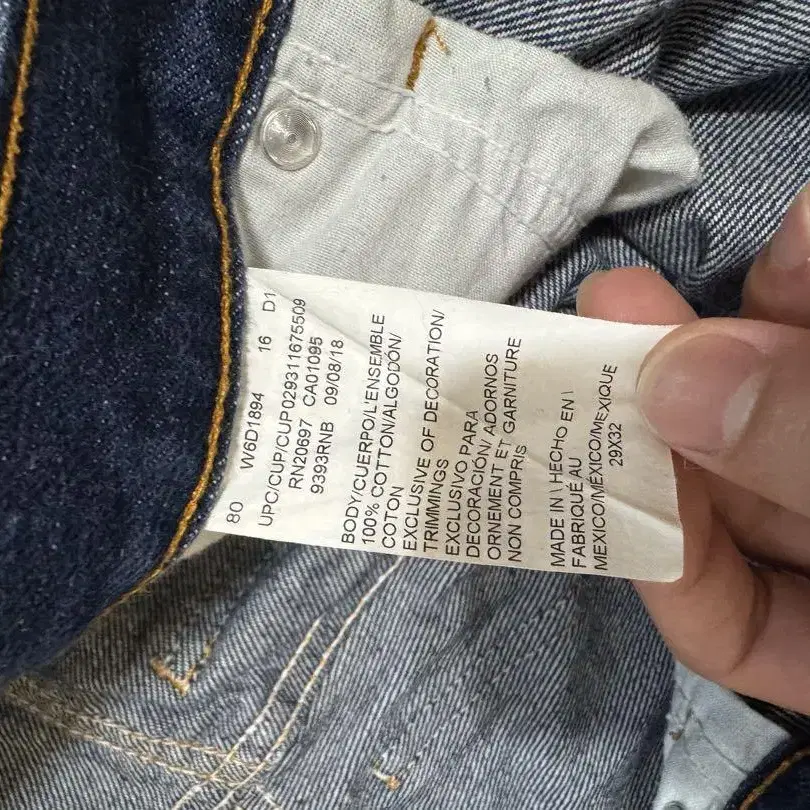 80 W6D1894 16 D1
UPC/CUP/CUP029311675509
RN20697 CA01095
9393RNB 09/08/18
BODY/CUERPO/L'ENSEMBLE
100% COTTON/ALGODÓN/
COTON
EXCLUSIVE OF DECORATION/
TRIMMINGS
EXCLUSIVO PARA
DECORACIÓN/ ADORNOS
ORNEMENT ET GARNITURE
NON COMPRIS
MADE IN \ HECHO EN \
FABRIQUÉ AU
MEXICO/MÉXICO/MEXIQUE
29X32